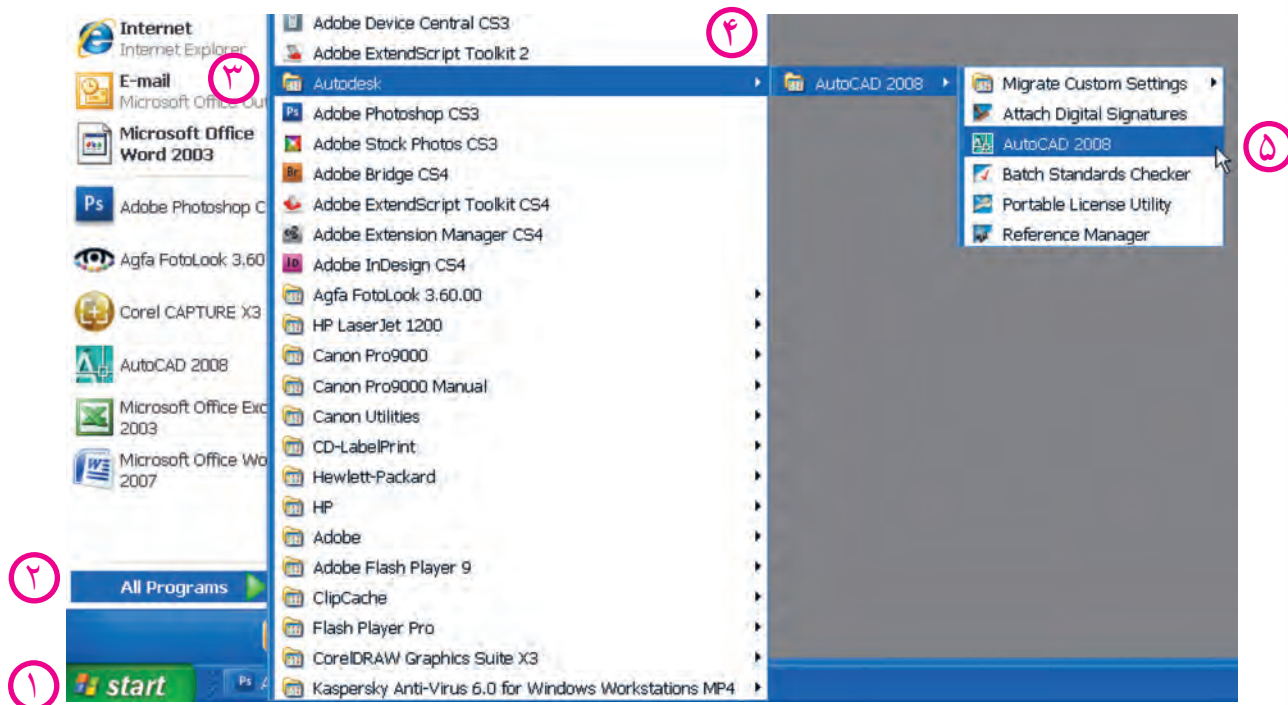 Internet
Internet Explorer
E-mail
Microsoft Office Out
Microsoft Office
Word 2003
Ps Adobe Photoshop C
Agfa FotoLook 3.60
Corel CAPTURE X3
AutoCAD 2008
Microsoft Office Exc
2003
Microsoft Office Wo
2007
۲
All Programs
۱
start
Ps A
۳
۴
Adobe Device Central CS3
Adobe ExtendScript Toolkit 2
Autodesk
Ps Adobe Photoshop CS3
Adobe Stock Photos CS3
Br Adobe Bridge CS4
Adobe ExtendScript Toolkit CS4
Adobe Extension Manager CS4
Id Adobe InDesign CS4
Agfa FotoLook 3.60.00
HP LaserJet 1200
Canon Pro9000
Canon Pro9000 Manual
Canon Utilities
CD-LabelPrint
Hewlett-Packard
HP
Adobe
Adobe Flash Player 9
ClipCache
Flash Player Pro
CorelDRAW Graphics Suite X3
Kaspersky Anti-Virus 6.0 for Windows Workstations MP4
AutoCAD 2008
Migrate Custom Settings
Attach Digital Signatures
AutoCAD 2008
۵
Batch Standards Checker
Portable License Utility
Reference Manager